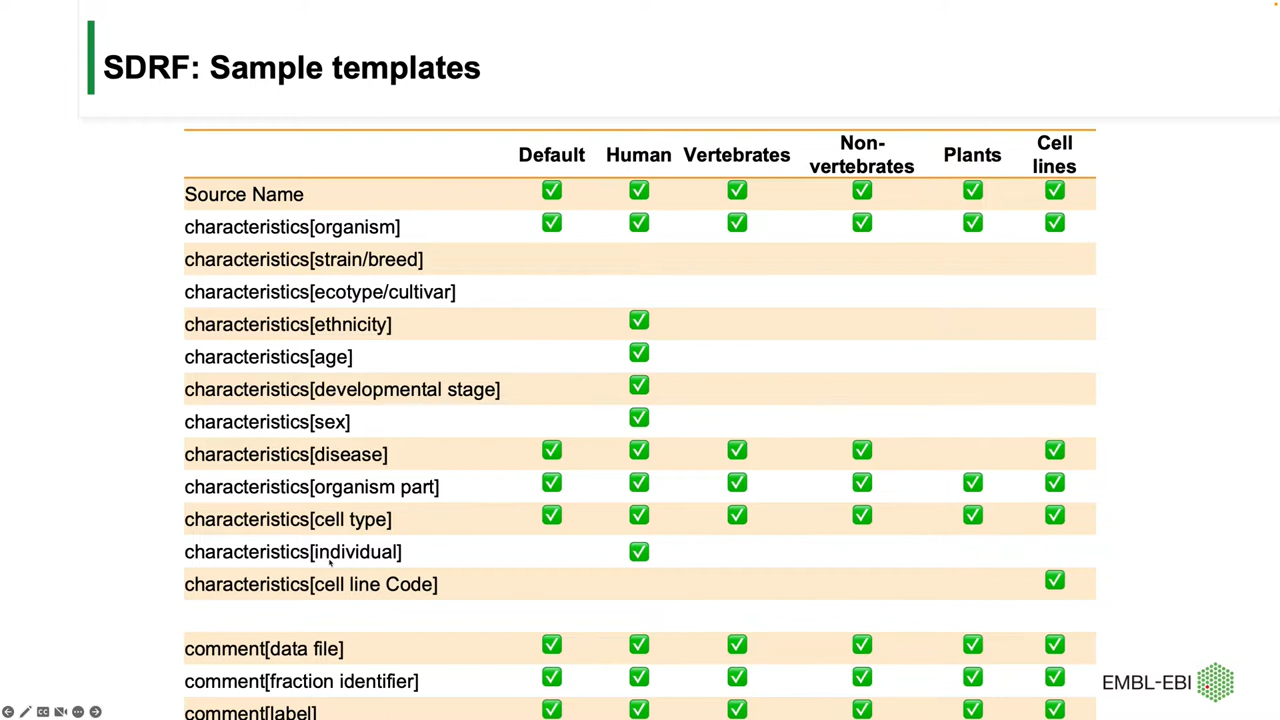 SDRF: Sample templates
Default Human Vertebrates Non-vertebrates Plants Cell lines
Source Name ✅ ✅ ✅ ✅ ✅ ✅
characteristics[organism] ✅ ✅ ✅ ✅ ✅ ✅
characteristics[strain/breed]
characteristics[ecotype/cultivar]
characteristics[ethnicity] ✅
characteristics[age] ✅
characteristics[developmental stage] ✅
characteristics[sex] ✅
characteristics[disease] ✅ ✅ ✅ ✅ ✅
characteristics[organism part] ✅ ✅ ✅ ✅ ✅ ✅
characteristics[cell type] ✅ ✅ ✅ ✅ ✅ ✅
characteristics[individual] ✅
characteristics[cell line Code] ✅
comment[data file] ✅ ✅ ✅ ✅ ✅ ✅
comment[fraction identifier] ✅ ✅ ✅ ✅ ✅ ✅
comment[label] ✅ ✅ ✅ ✅ ✅ ✅
EMBL-EBI